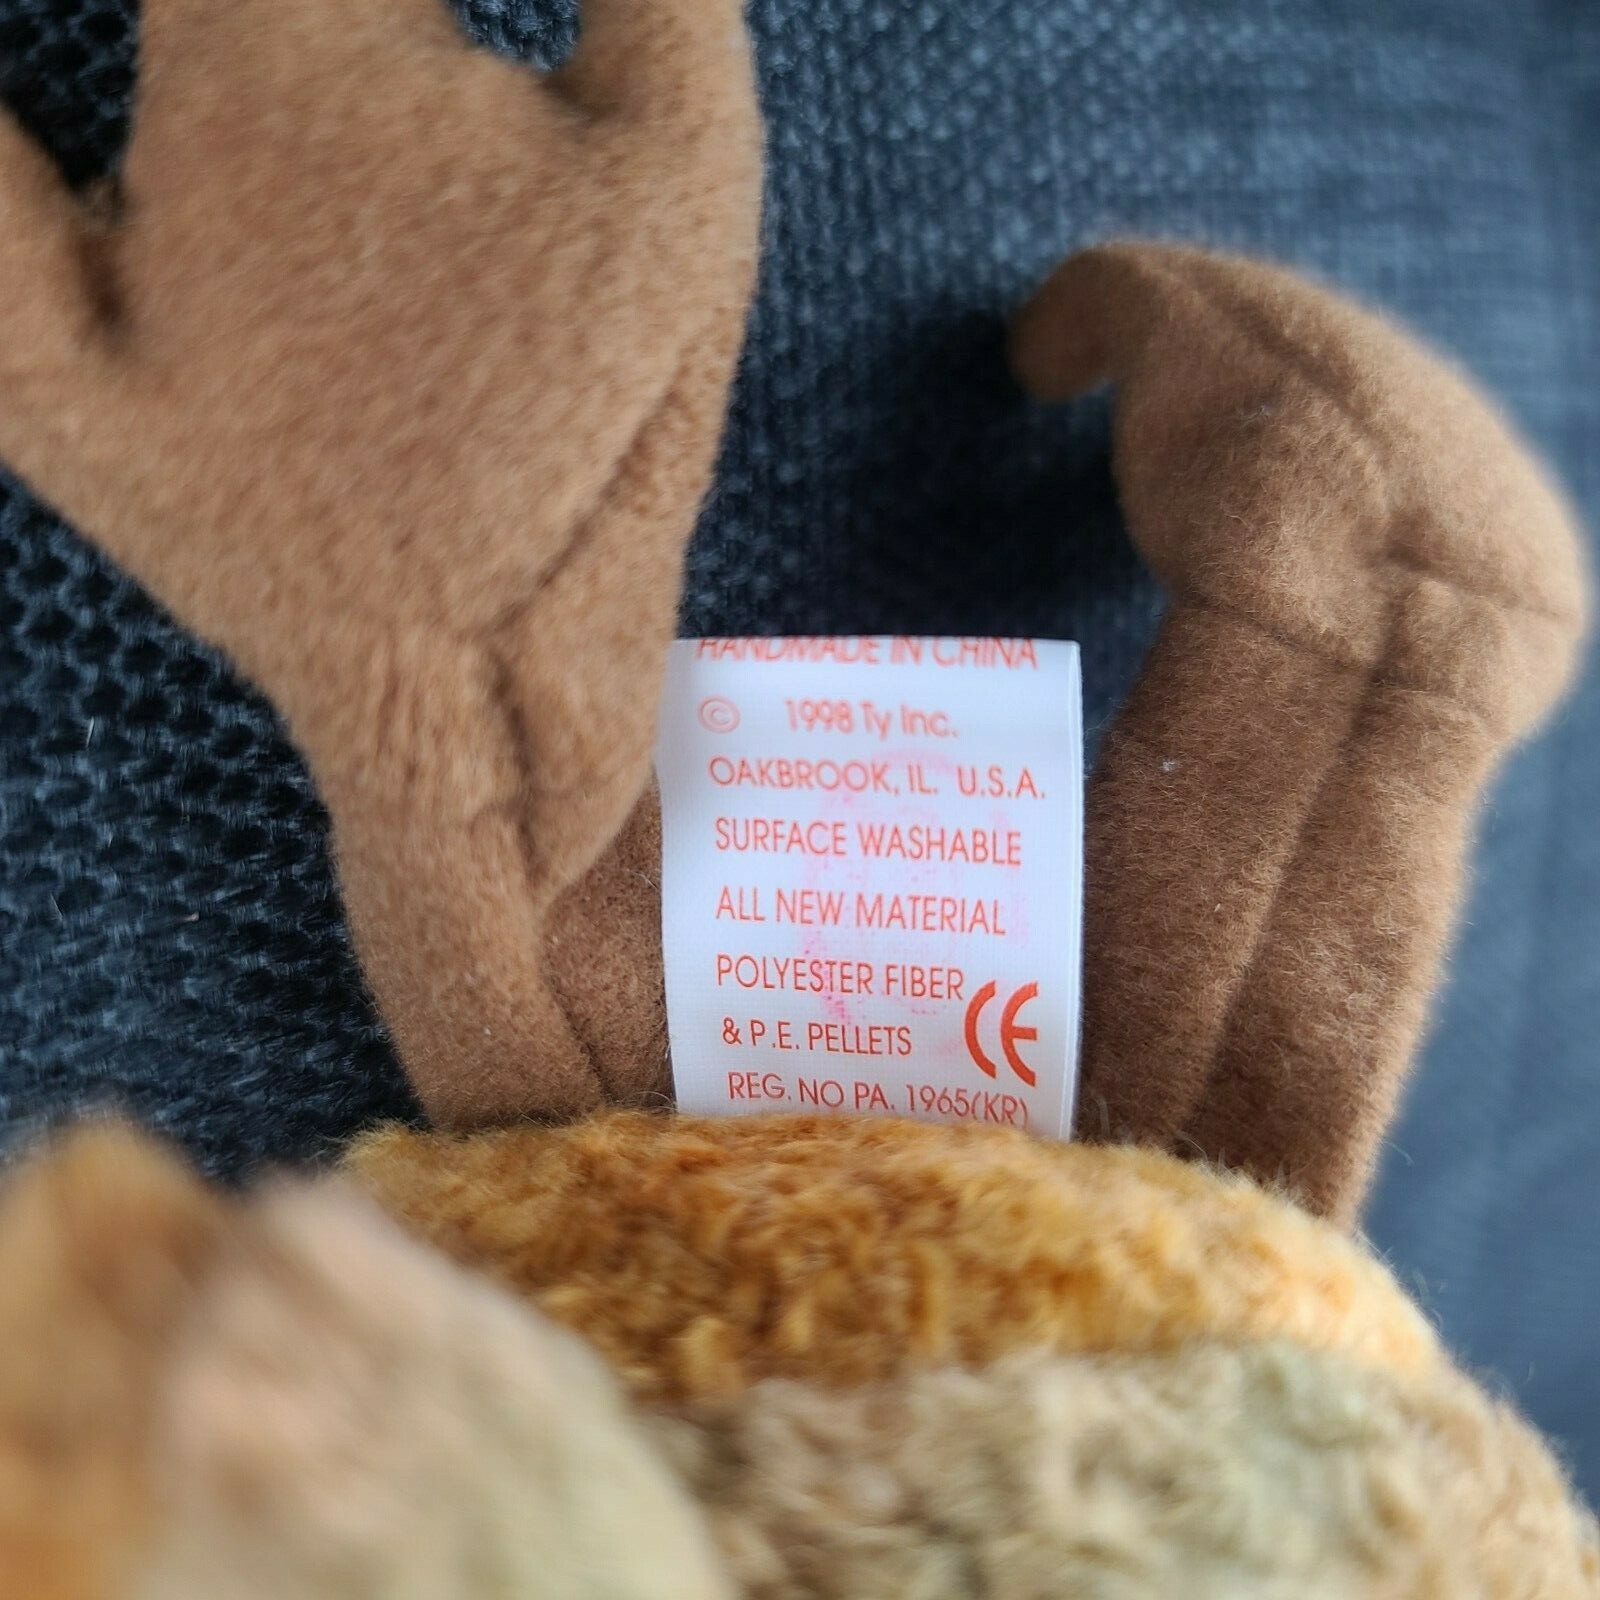 HANDMADE IN CHINA
© 1998 Ty Inc.
OAKBROOK, IL. U.S.A.
SURFACE WASHABLE
ALL NEW MATERIAL
POLYESTER FIBER
& P.E. PELLETS CE
REG. NO PA. 1965(KR)